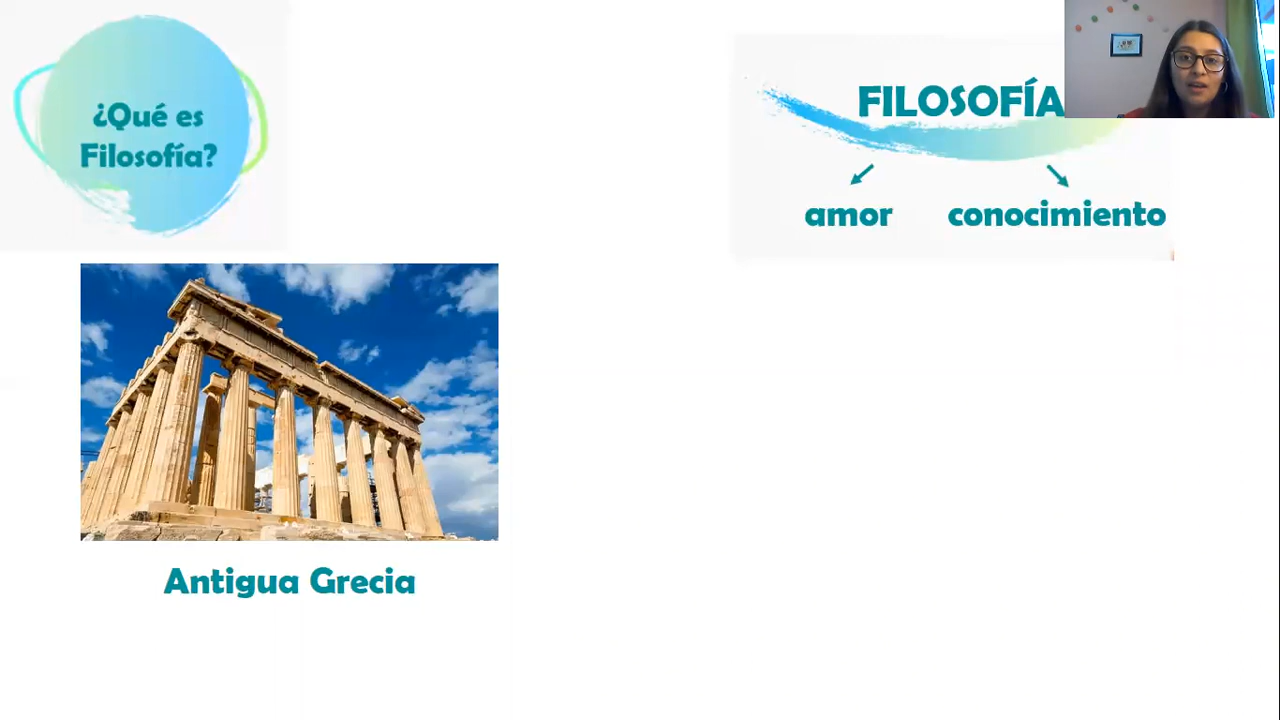 ¿Qué es
Filosofía?
FILOSOFÍA
amor
conocimiento
Antigua Grecia